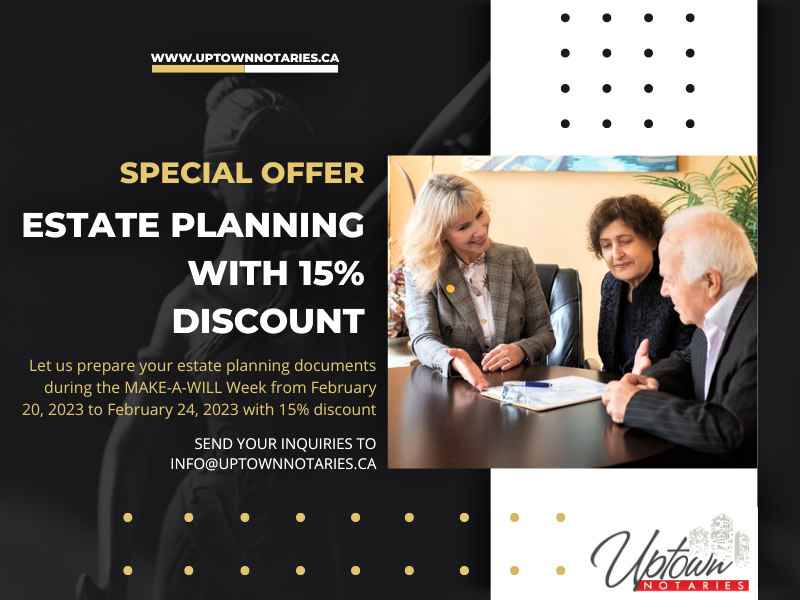 WWW.UPTOWNNOTARIES.CA
SPECIAL OFFER
ESTATE PLANNING
WITH 15%
DISCOUNT
Let us prepare your estate planning documents
during the MAKE-A-WILL Week from February
20, 2023 to February 24, 2023 with 15% discount
SEND YOUR INQUIRIES TO
INFO@UPTOWNNOTARIES.CA
Uptown
NOTARIES